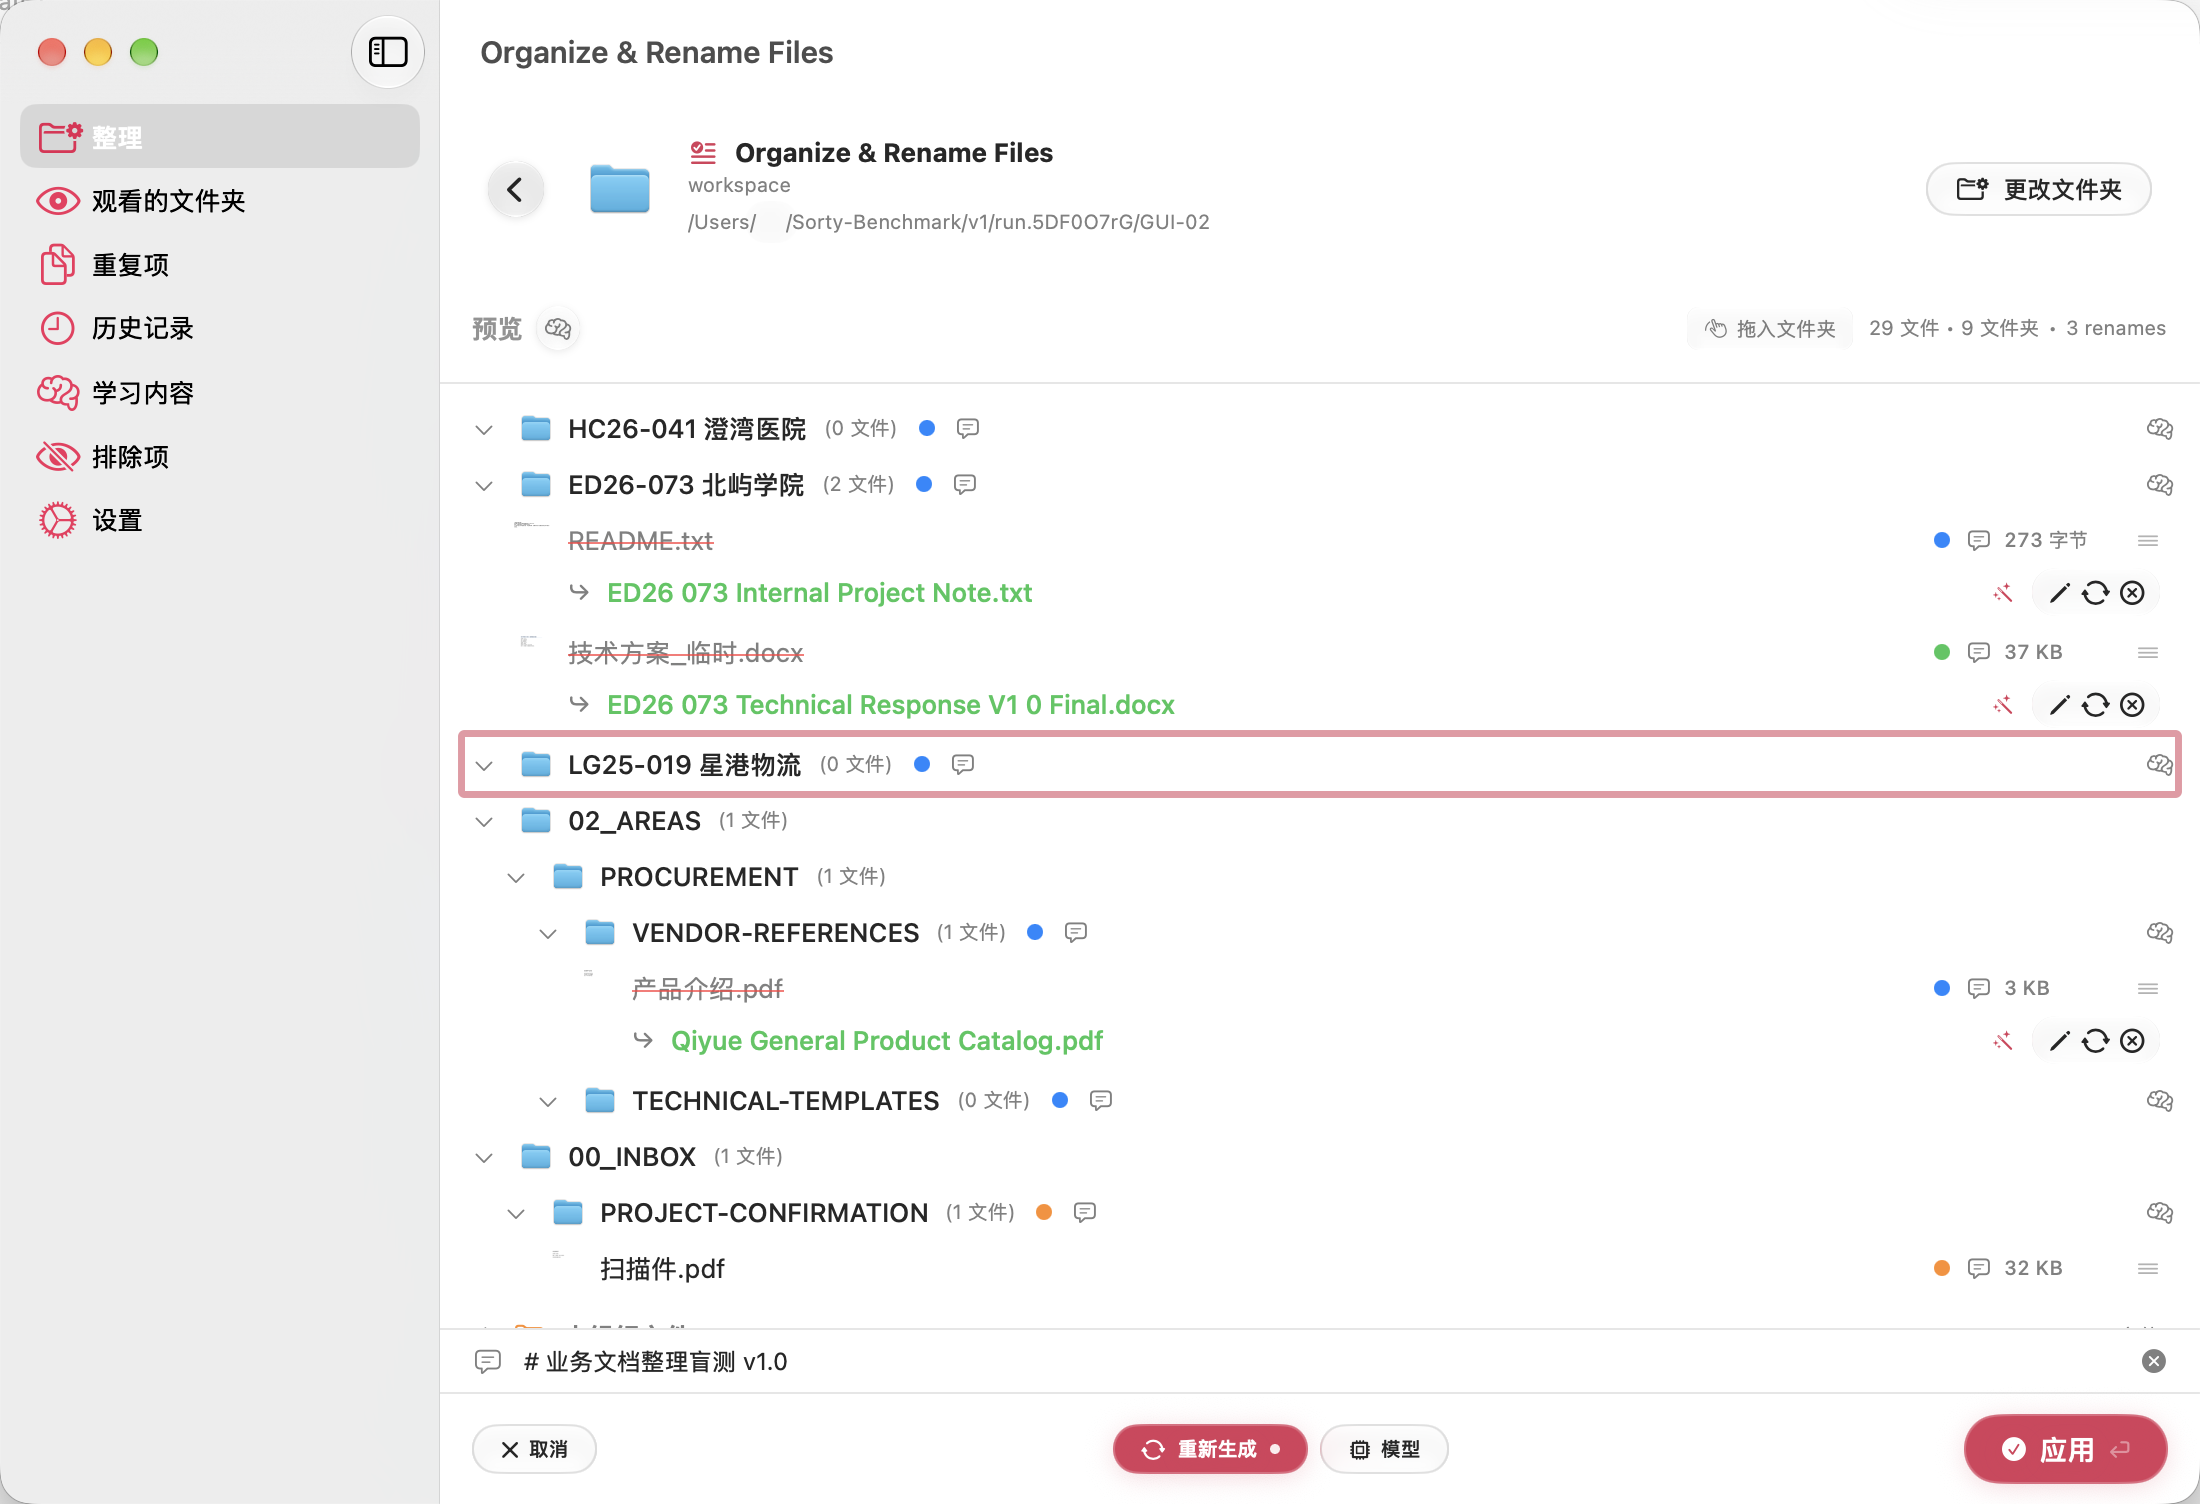 Organize & Rename Files
整理
观看的文件夹
重复项
历史记录
学习内容
排除项
设置
Organize & Rename Files
workspace
/Users/ /Sorty-Benchmark/v1/run.5DF0O7rG/GUI-02
更改文件夹
预览
拖入文件夹 29 文件 • 9 文件夹 • 3 renames
HC26-041 澄湾医院 (0 文件)
ED26-073 北屿学院 (2 文件)
README.txt 273 字节
ED26 073 Internal Project Note.txt
技术方案_临时.docx 37 KB
ED26 073 Technical Response V1 0 Final.docx
LG25-019 星港物流 (0 文件)
02_AREAS (1 文件)
PROCUREMENT (1 文件)
VENDOR-REFERENCES (1 文件)
产品介绍.pdf 3 KB
Qiyue General Product Catalog.pdf
TECHNICAL-TEMPLATES (0 文件)
00_INBOX (1 文件)
PROJECT-CONFIRMATION (1 文件)
扫描件.pdf 32 KB
# 业务文档整理盲测 v1.0
取消
重新生成
模型
应用